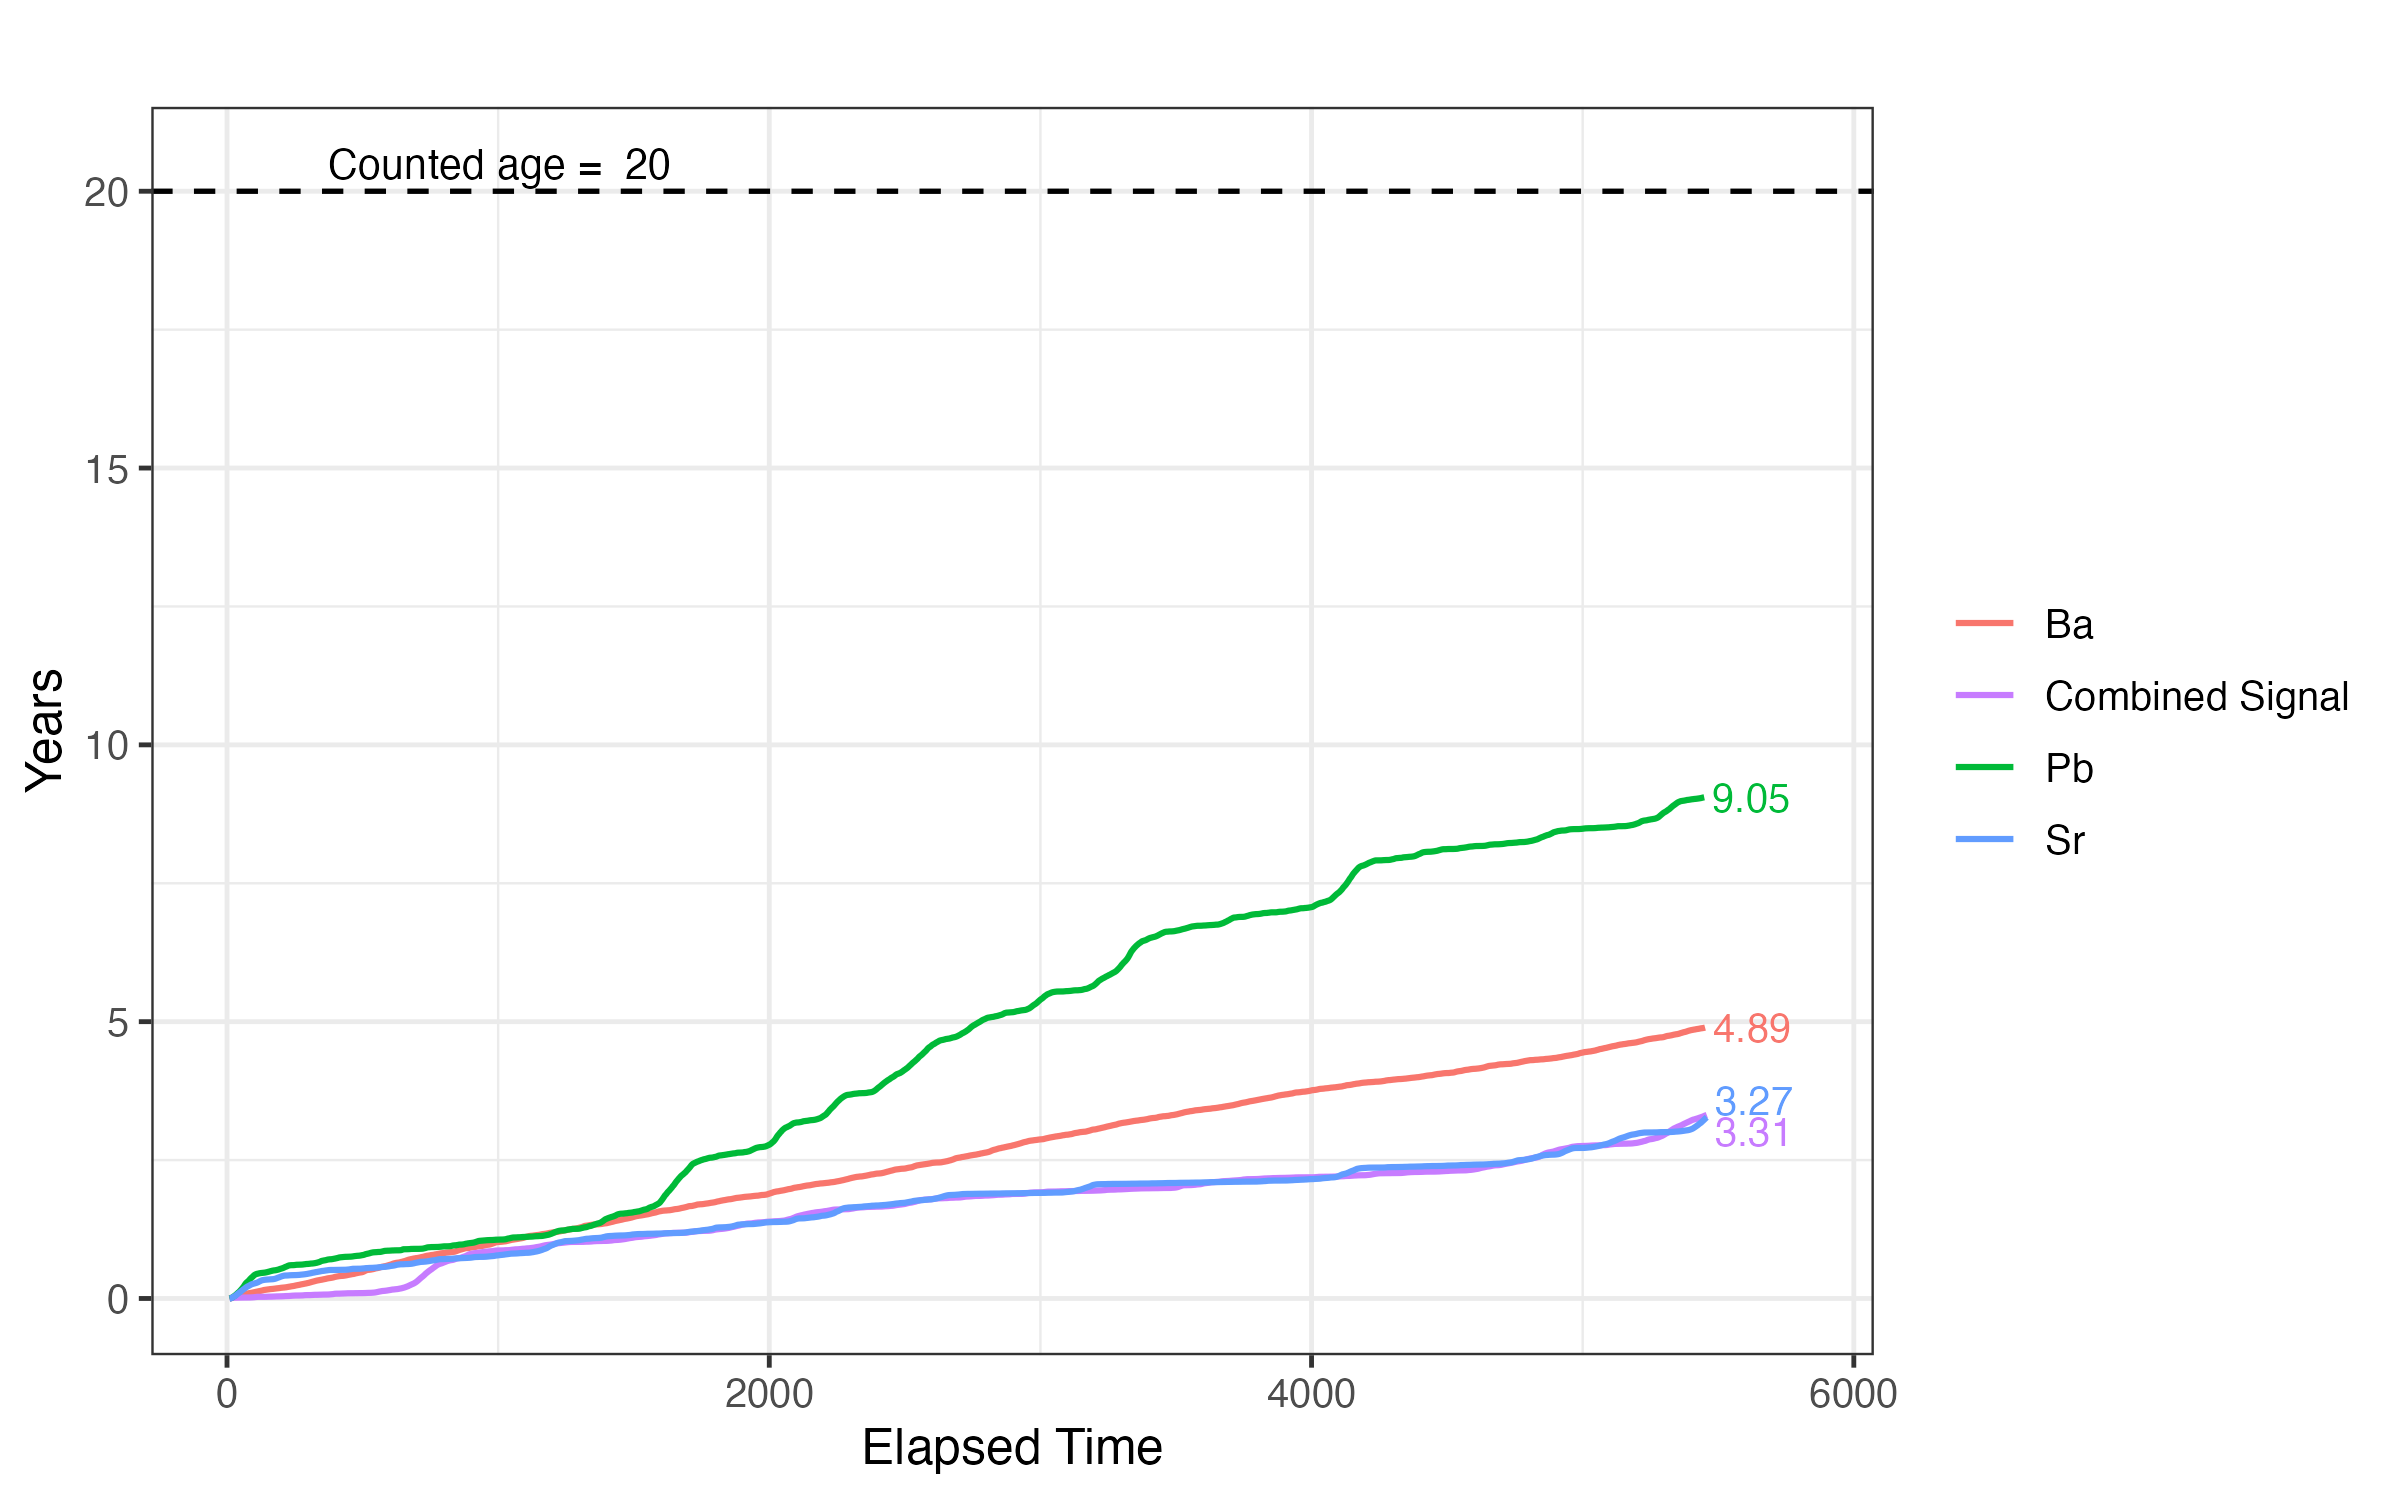 Counted age =  20
20
15
10
5
0
Years
9.05
4.89
3.27
3.31
0
2000
4000
6000
Elapsed Time
Ba
Combined Signal
Pb
Sr